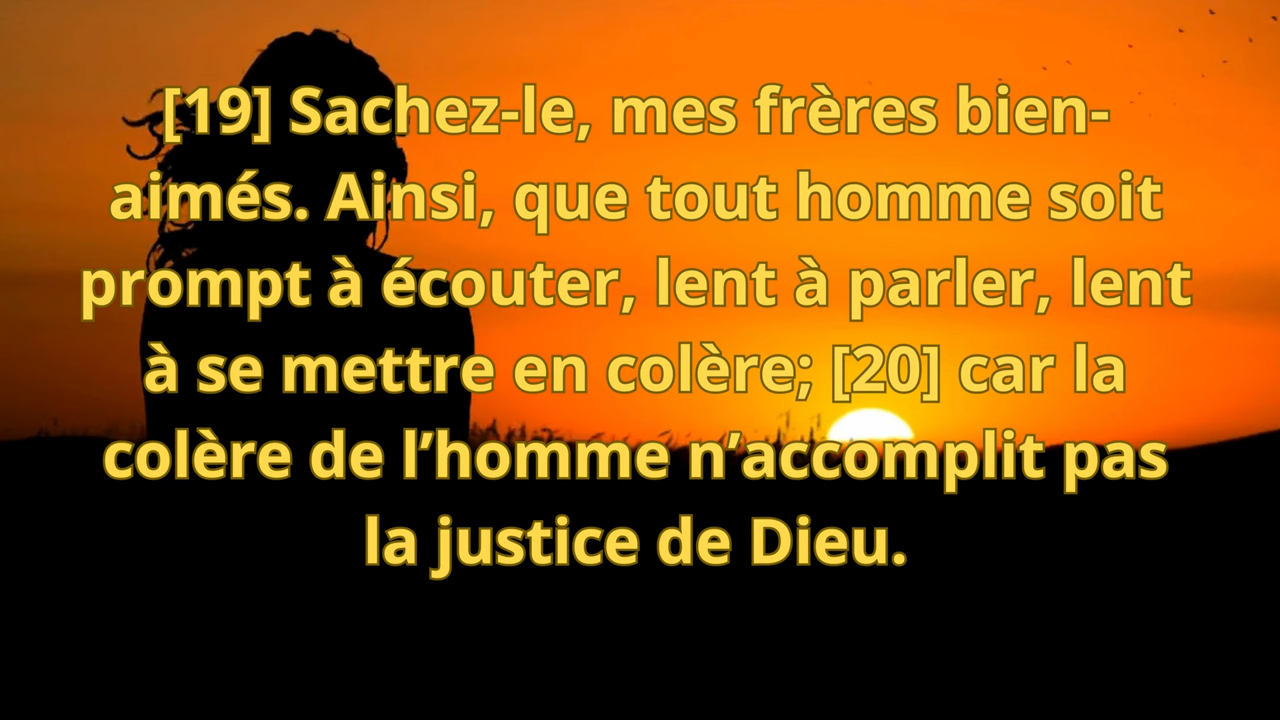 [19] Sachez-le, mes frères bien-
aimés. Ainsi, que tout homme soit
prompt à écouter, lent à parler, lent
à se mettre en colère; [20] car la
colère de l’homme n’accomplit pas
la justice de Dieu.